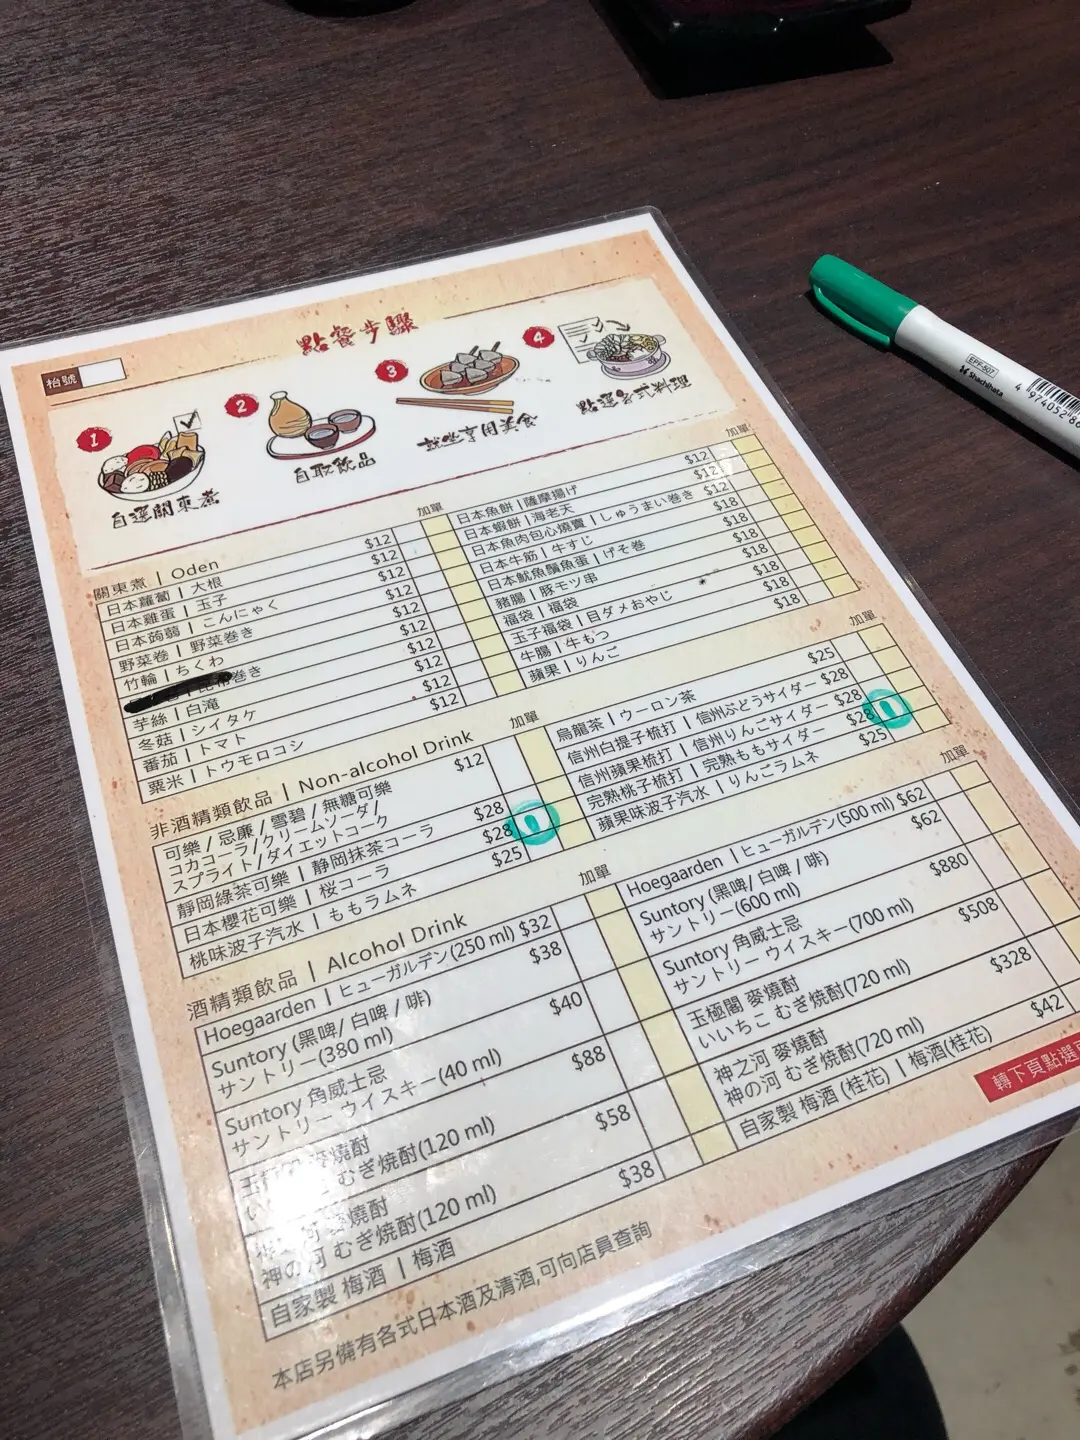 點餐步驟
枱號
1
自選關東煮
2
自取飲品
3
就坐享用美食
4
點選各式料理
加單
關東煮 | Oden
日本蘿蔔 | 大根 $12
日本雞蛋 | 玉子 $12
日本蒟蒻 | こんにゃく $12
野菜卷 | 野菜巻き $12
竹輪 | ちくわ $12
巻き $12
芋絲 | 白滝 $12
冬菇 | シイタケ $12
番茄 | トマト $12
粟米 | トウモロコシ
加單
日本魚餅 | 薩摩揚げ $12
日本蝦餅 | 海老天 $12
日本魚肉包心燒賣 | しゅうまい巻き $12
日本牛筋 | 牛すじ $18
日本魷魚鬚魚蛋 | げそ巻 $18
豬腸 | 豚モツ串 $18
福袋 | 福袋 $18
玉子福袋 | 目ダメおやじ $18
牛腸 | 牛もつ $18
蘋果 | りんご
非酒精類飲品 | Non-alcohol Drink
加單
可樂 / 忌廉 / 雪碧 / 無糖可樂 $12
コカコーラ/クリームソーダ/
スプライト/ダイエットコーク
靜岡綠茶可樂 | 静岡抹茶コーラ $28
日本櫻花可樂 | 桜コーラ $28
桃味波子汽水 | ももラムネ $25
加單
烏龍茶 | ウーロン茶 $25
信州白提子梳打 | 信州ぶどうサイダー $28
信州蘋果梳打 | 信州りんごサイダー $28
完熟桃子梳打 | 完熟ももサイダー $28
蘋果味波子汽水 | りんごラムネ $25
酒精類飲品 | Alcohol Drink
加單
Hoegaarden | ヒューガルデン(250 ml) $32
Suntory (黑啤/ 白啤 / 啡) $38
サントリー(380 ml)
Suntory 角威士忌 $40
サントリー ウイスキー(40 ml)
麥燒酎 $88
むぎ焼酎(120 ml)
麥燒酎 $58
神の河 むぎ焼酎(120 ml)
自家製 梅酒 | 梅酒 $38
加單
Hoegaarden | ヒューガルデン(500 ml) $62
Suntory (黑啤/ 白啤 / 啡) $62
サントリー(600 ml)
Suntory 角威士忌 $880
サントリー ウイスキー(700 ml)
玉極閣 麥燒酎 $508
いいちこ むぎ焼酎(720 ml)
神之河 麥燒酎 $328
神の河 むぎ焼酎(720 ml)
自家製 梅酒 (桂花) | 梅酒(桂花) $42
轉下頁點選
本店另備有各式日本酒及清酒,可向店員查詢
EPF-507
Shachihata